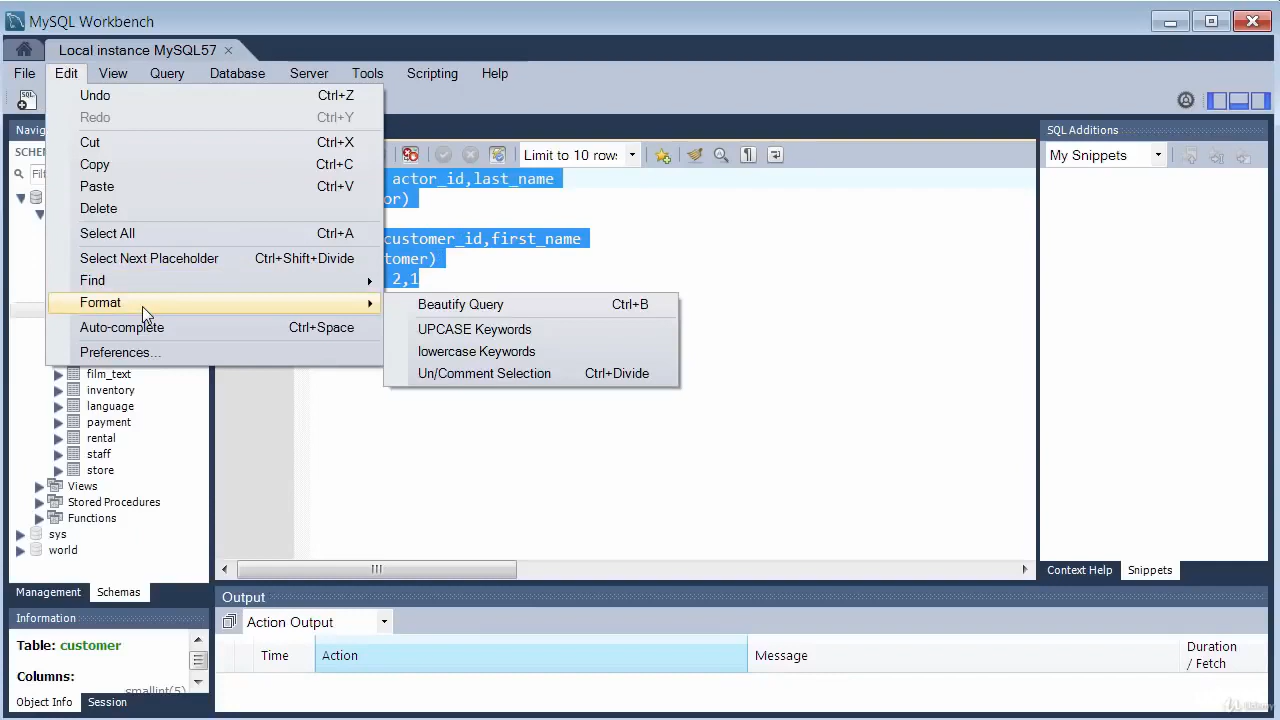 MySQL Workbench
Local instance MySQL57 ×
File Edit View Query Database Server Tools Scripting Help
Undo Ctrl+Z
Redo Ctrl+Y
Cut Ctrl+X
Copy Ctrl+C
Paste Ctrl+V
Delete
Select All Ctrl+A
Select Next Placeholder Ctrl+Shift+Divide
Find
Format
Auto-complete Ctrl+Space
Preferences...
Beautify Query Ctrl+B
UPCASE Keywords
lowercase Keywords
Un/Comment Selection Ctrl+Divide
SQL
Limit to 10 rows
actor_id,last_name
or)
customer_id,first_name
tomer)
2,1
SQL Additions
My Snippets
Navig
SCHE
Filt
film_text
inventory
language
payment
rental
staff
store
Views
Stored Procedures
Functions
sys
world
Management Schemas
Information
Table: customer
Columns:
smallint(5)
Object Info Session
Context Help Snippets
Output
Action Output
Time Action Message Duration / Fetch